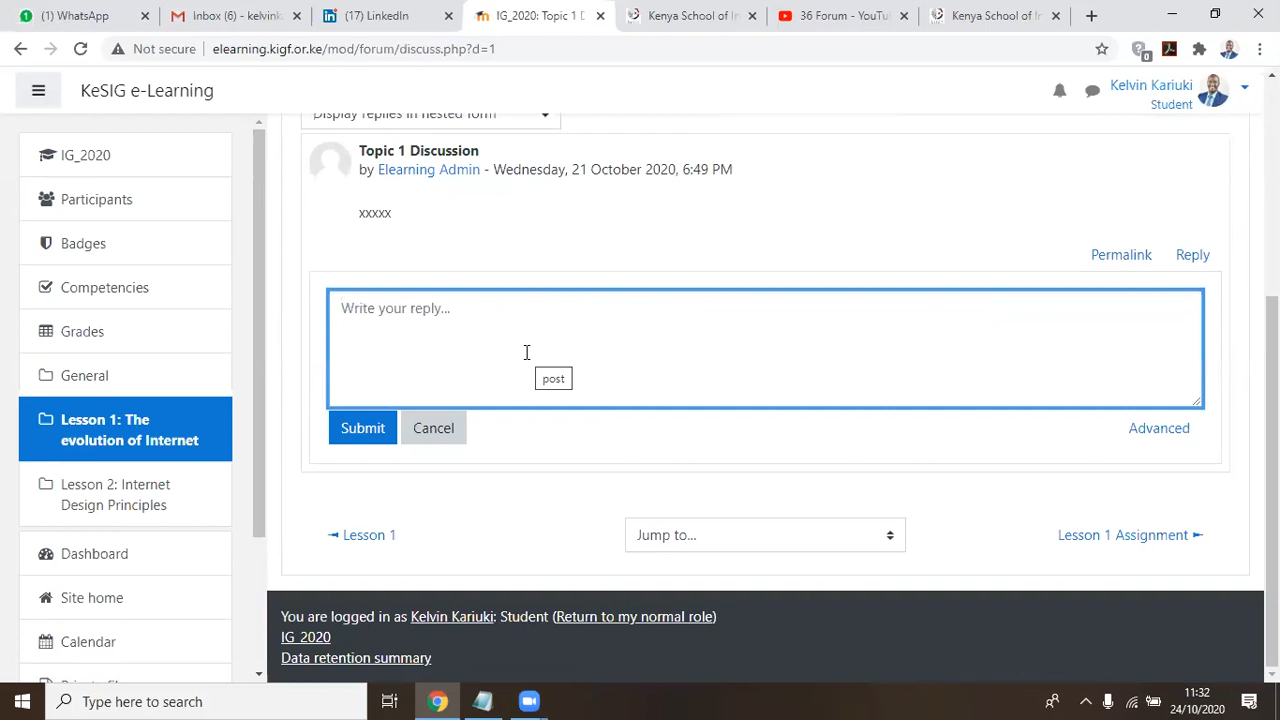 (1) WhatsApp
Inbox (6) - kelvink
(17) LinkedIn
IG_2020: Topic 1 D
Kenya School of In
36 Forum - YouTu
Kenya School of In
Not secure
elearning.kigf.or.ke/mod/forum/discuss.php?d=1
0
KeSIG e-Learning
Kelvin Kariuki
Student
IG_2020
Participants
Badges
Competencies
Grades
General
Lesson 1: The
evolution of Internet
Lesson 2: Internet
Design Principles
Dashboard
Site home
Calendar
Display replies in nested form
Topic 1 Discussion
by Elearning Admin - Wednesday, 21 October 2020, 6:49 PM
xxxxx
Permalink
Reply
Write your reply...
post
Submit
Cancel
Advanced
◄ Lesson 1
Jump to...
Lesson 1 Assignment ►
You are logged in as Kelvin Kariuki: Student (Return to my normal role)
IG_2020
Data retention summary
Type here to search
11:32
24/10/2020